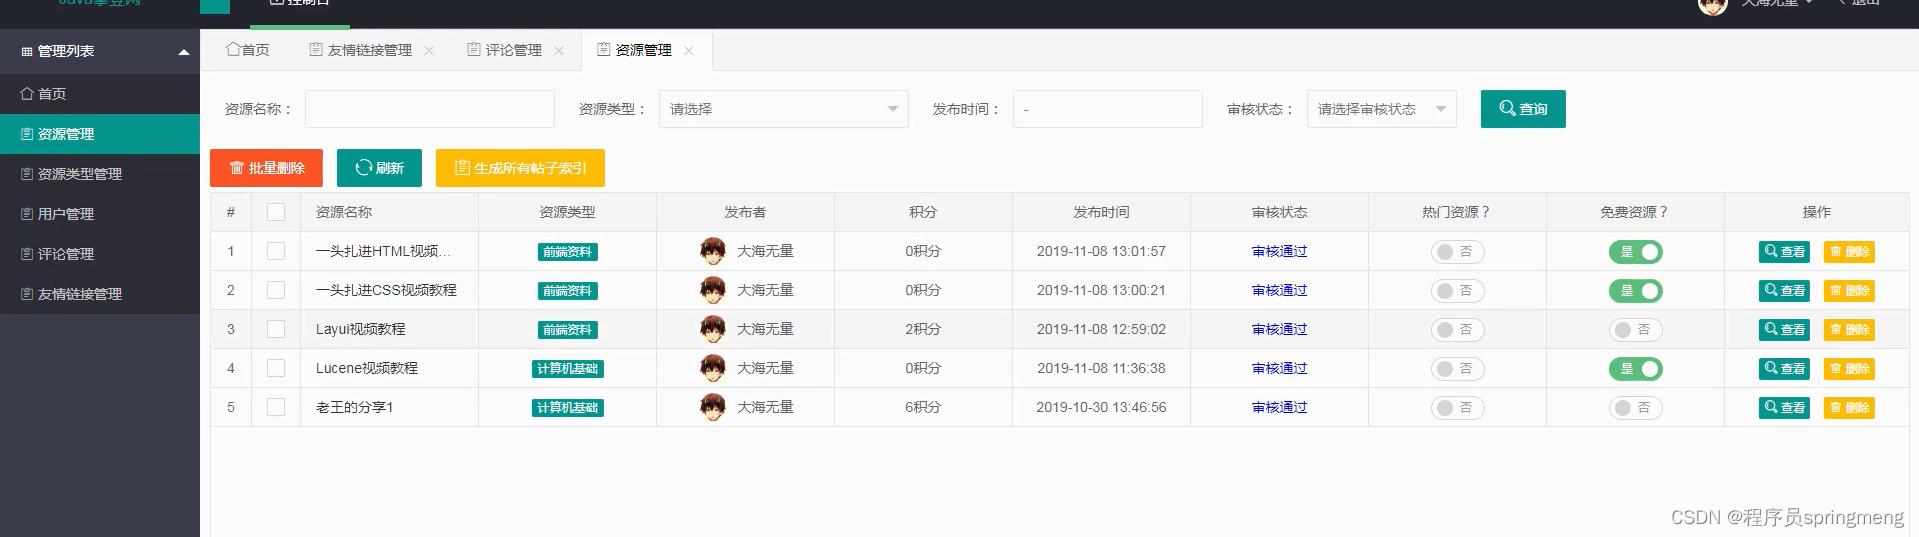 Java攀登网 控制台 大海无量 退出
管理列表
首页
资源管理
资源类型管理
用户管理
评论管理
友情链接管理
首页 友情链接管理 评论管理 资源管理
资源名称： 资源类型： 请选择 发布时间： - 审核状态： 请选择审核状态 查询
批量删除 刷新 生成所有帖子索引
# 资源名称 资源类型 发布者 积分 发布时间 审核状态 热门资源？ 免费资源？ 操作
1 一头扎进HTML视频... 前端资料 大海无量 0积分 2019-11-08 13:01:57 审核通过 否 是 查看 删除
2 一头扎进CSS视频教程 前端资料 大海无量 0积分 2019-11-08 13:00:21 审核通过 否 是 查看 删除
3 Layui视频教程 前端资料 大海无量 2积分 2019-11-08 12:59:02 审核通过 否 否 查看 删除
4 Lucene视频教程 计算机基础 大海无量 0积分 2019-11-08 11:36:38 审核通过 否 是 查看 删除
5 老王的分享1 计算机基础 大海无量 6积分 2019-10-30 13:46:56 审核通过 否 否 查看 删除
CSDN @程序员springmeng